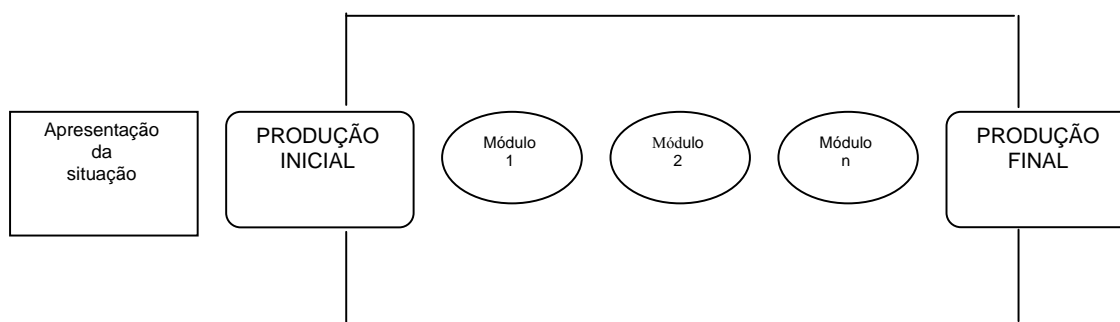 Apresentação
da
situação
PRODUÇÃO
INICIAL
Módulo
1
Módulo
2
Módulo
n
PRODUÇÃO
FINAL